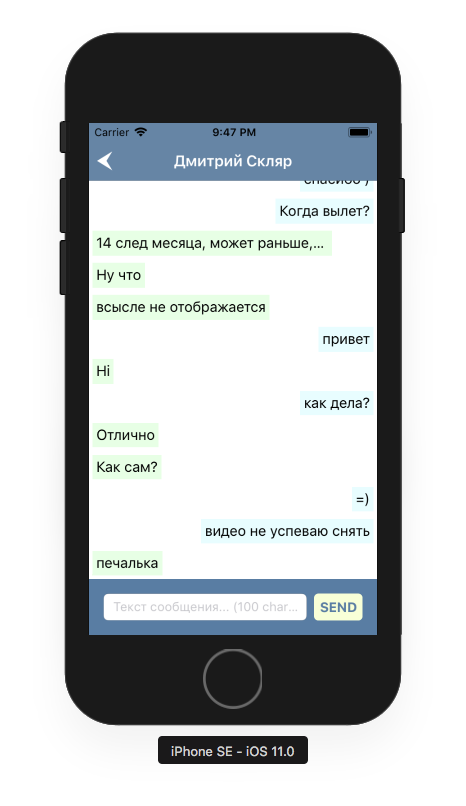 Carrier 9:47 PM
Дмитрий Скляр
спасибо )
Когда вылет?
14 след месяца, может раньше,...
Ну что
всысле не отображается
привет
Hi
как дела?
Отлично
Как сам?
=)
видео не успеваю снять
печалька
Текст сообщения... (100 char... SEND
iPhone SE - iOS 11.0